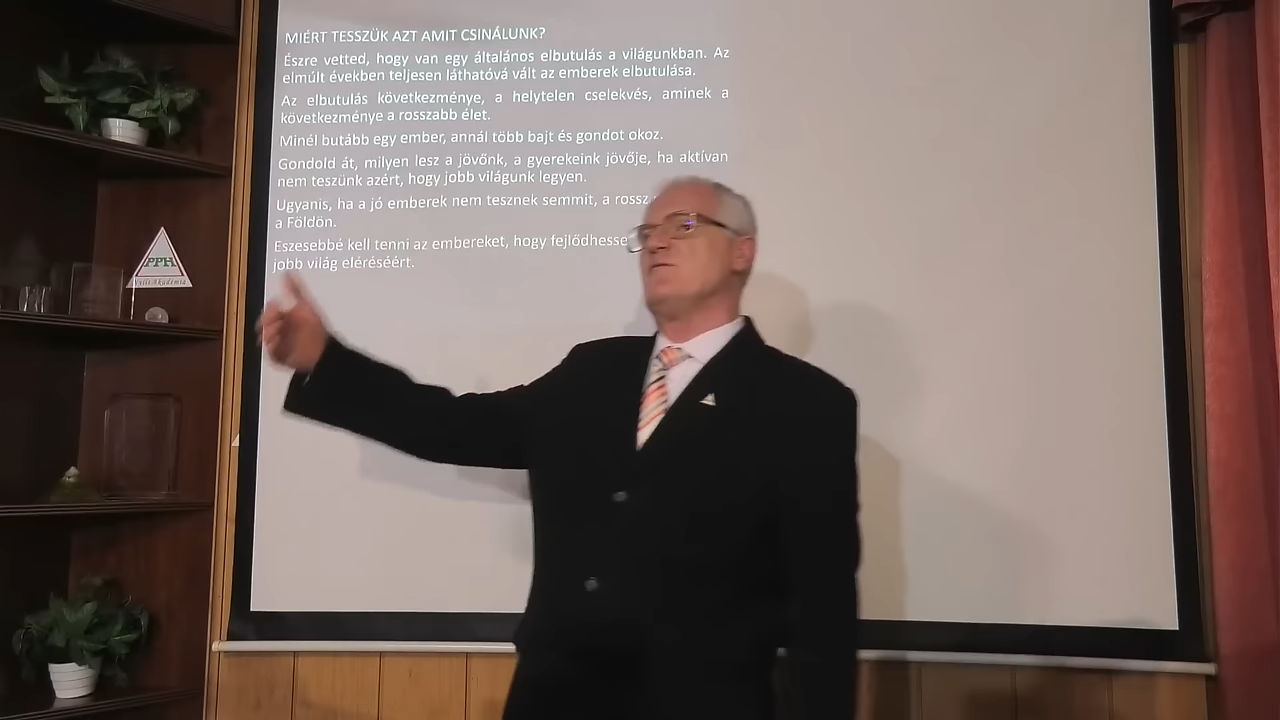 MIÉRT TESSZÜK AZT AMIT CSINÁLUNK?
Észre vetted, hogy van egy általános elbutulás a világunkban. Az
elmúlt években teljesen láthatóvá vált az emberek elbutulása.
Az elbutulás következménye, a helytelen cselekvés, aminek a
következménye a rosszabb élet.
Minél butább egy ember, annál több bajt és gondot okoz.
Gondold át, milyen lesz a jövőnk, a gyerekeink jövője, ha aktívan
nem teszünk azért, hogy jobb világunk legyen.
Ugyanis, ha a jó emberek nem tesznek semmit, a rossz
a Földön.
Eszesebbé kell tenni az embereket, hogy
jobb világ eléréséért.
PPH
Nyílt Akadémia